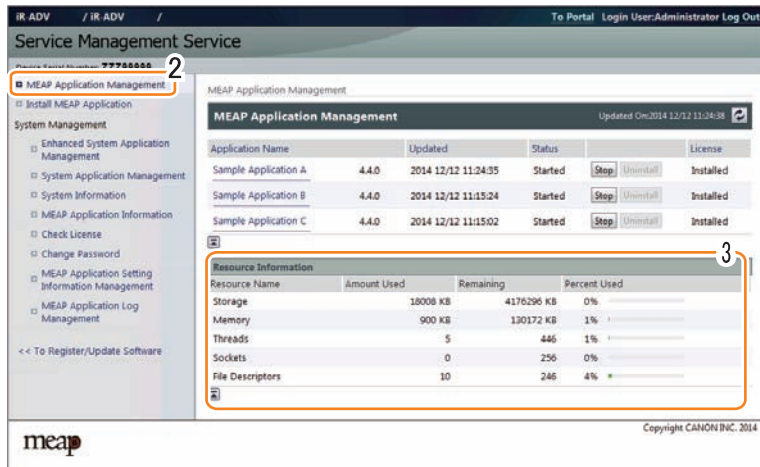 iR-ADV / iR-ADV /
To Portal Login User:Administrator Log Out
Service Management Service
Device Serial Number: ZZZ99999
2
MEAP Application Management
Install MEAP Application
System Management
Enhanced System Application
Management
System Application Management
System Information
MEAP Application Information
Check License
Change Password
MEAP Application Setting
Information Management
MEAP Application Log
Management
<< To Register/Update Software
MEAP Application Management
MEAP Application Management Updated On:2014 12/12 11:24:38
Application Name Updated Status License
Sample Application A 4.4.0 2014 12/12 11:24:35 Started Stop Uninstall Installed
Sample Application B 4.4.0 2014 12/12 11:15:24 Started Stop Uninstall Installed
Sample Application C 4.4.0 2014 12/12 11:15:02 Started Stop Uninstall Installed
3
Resource Information
Resource Name Amount Used Remaining Percent Used
Storage 18008 KB 4176296 KB 0%
Memory 900 KB 130172 KB 1%
Threads 5 446 1%
Sockets 0 256 0%
File Descriptors 10 246 4%
meap
Copyright CANON INC. 2014